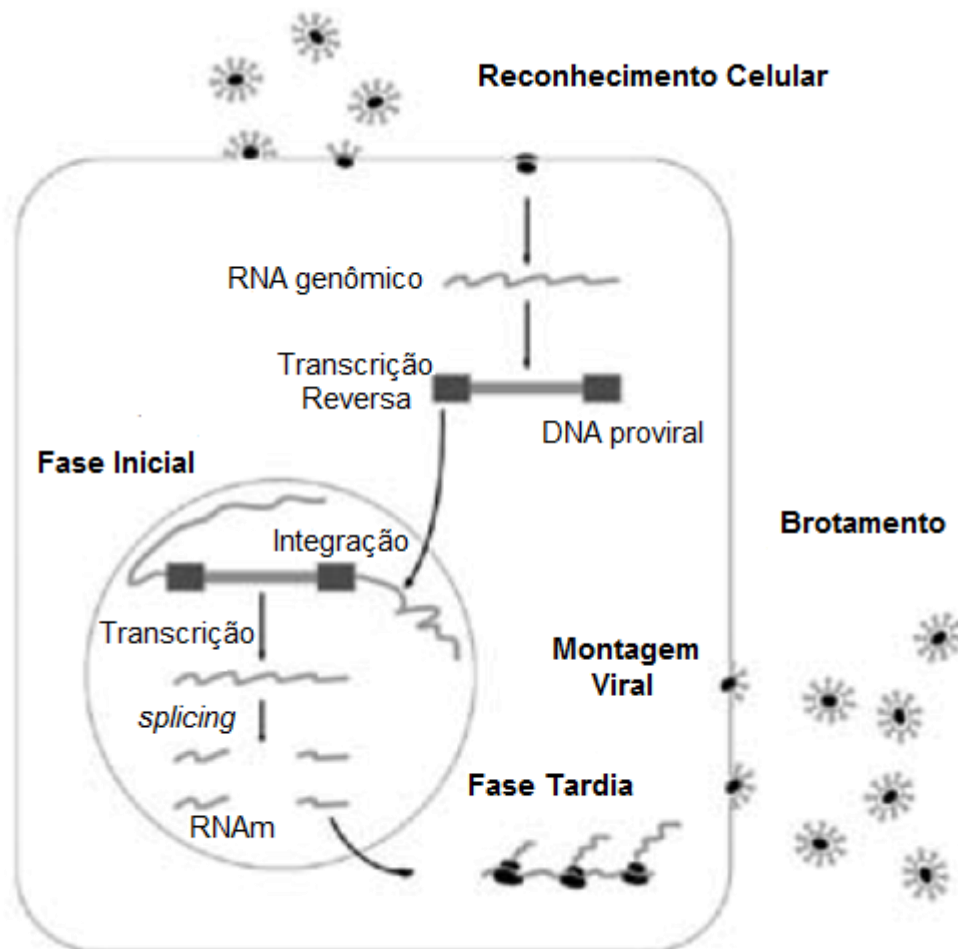 Reconhecimento Celular
RNA genômico
Transcrição
Reversa
DNA proviral
Fase Inicial
Integração
Brotamento
Transcrição
Montagem
Viral
splicing
Fase Tardia
RNAm